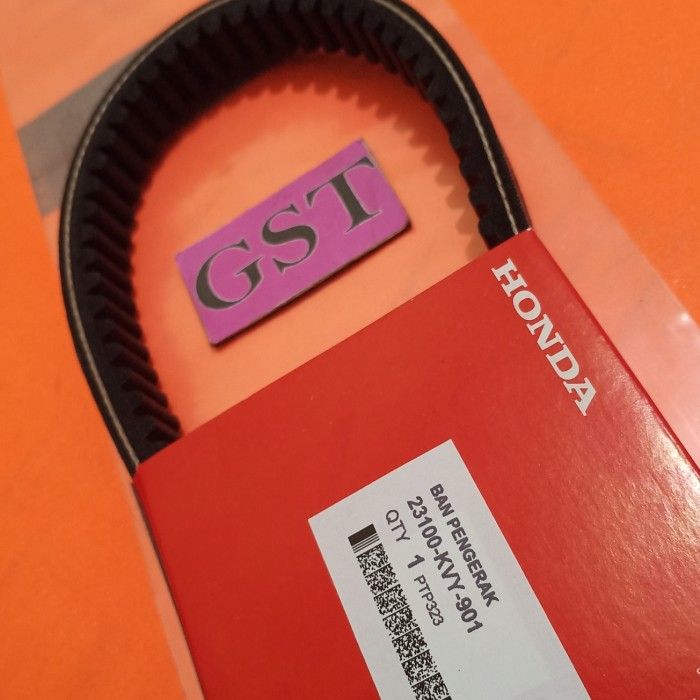 GST
HONDA
BAN PENGERAK
23100-KVY-901
QTY 1 PTP323